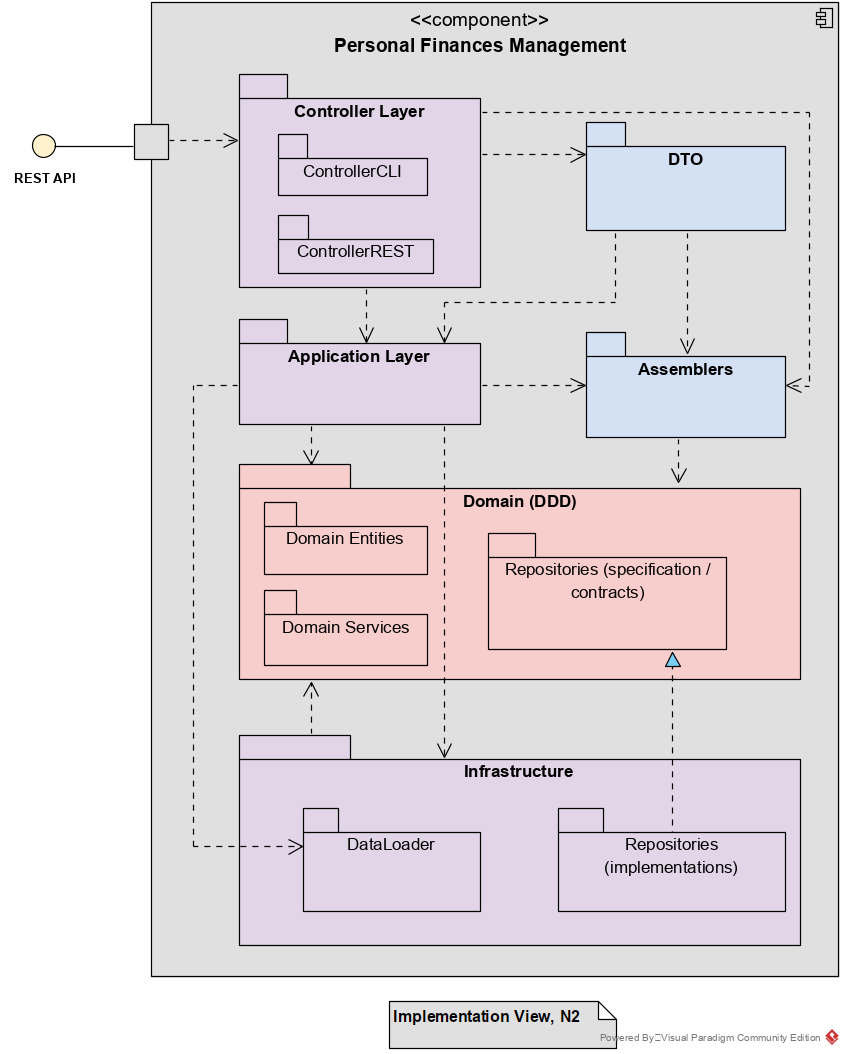 <<component>>
Personal Finances Management
REST API
Controller Layer
ControllerCLI
ControllerREST
DTO
Application Layer
Assemblers
Domain (DDD)
Domain Entities
Domain Services
Repositories (specification /
contracts)
Infrastructure
DataLoader
Repositories
(implementations)
Implementation View, N2
Powered By Visual Paradigm Community Edition